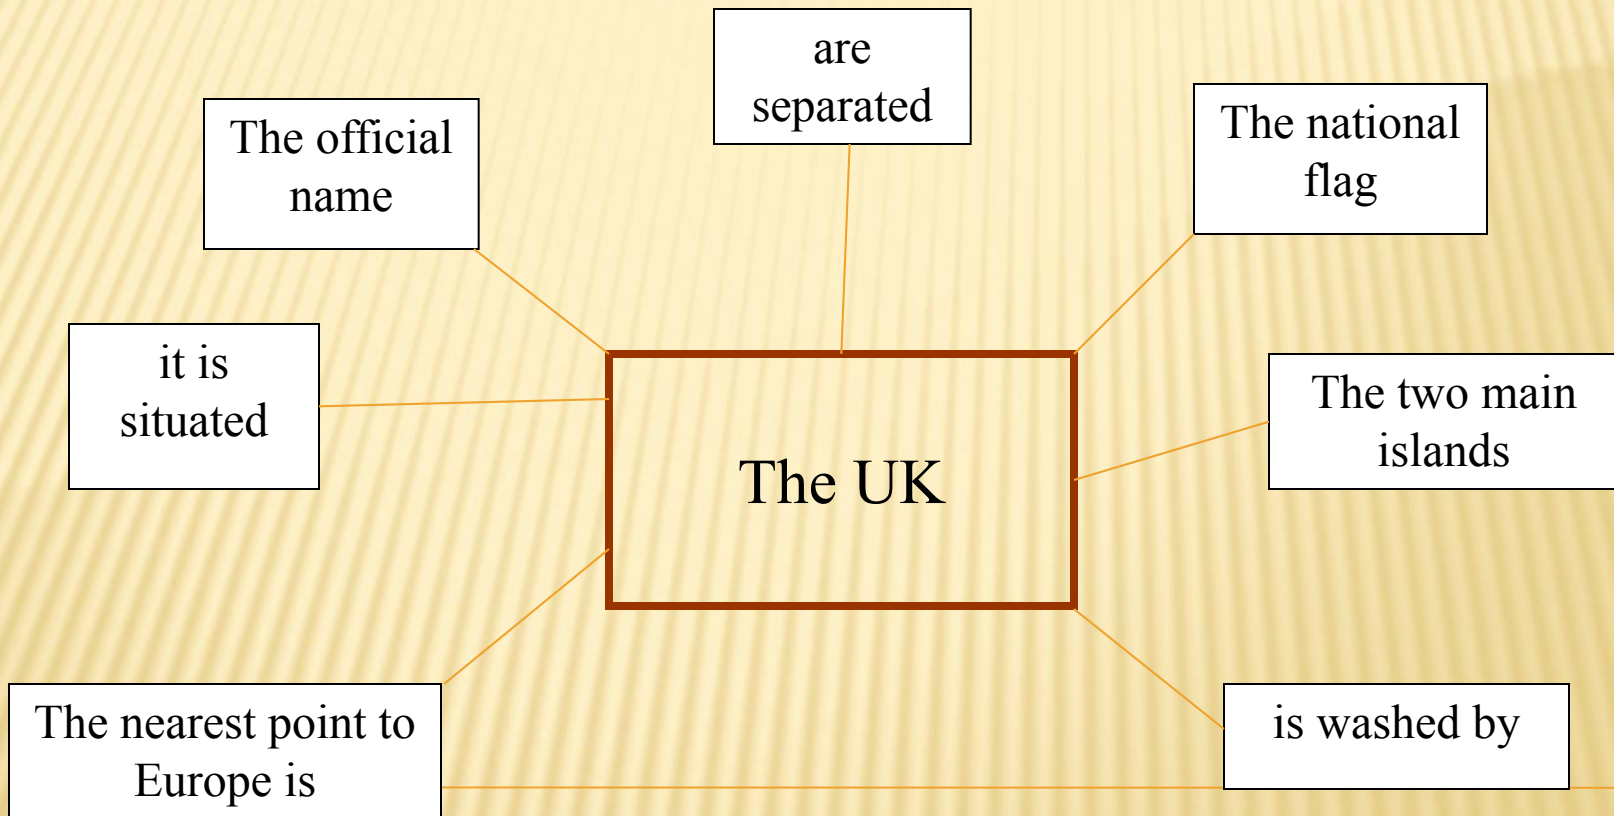 are
separated
The official
name
The national
flag
it is
situated
The two main
islands
The UK
The nearest point to
Europe is
is washed by